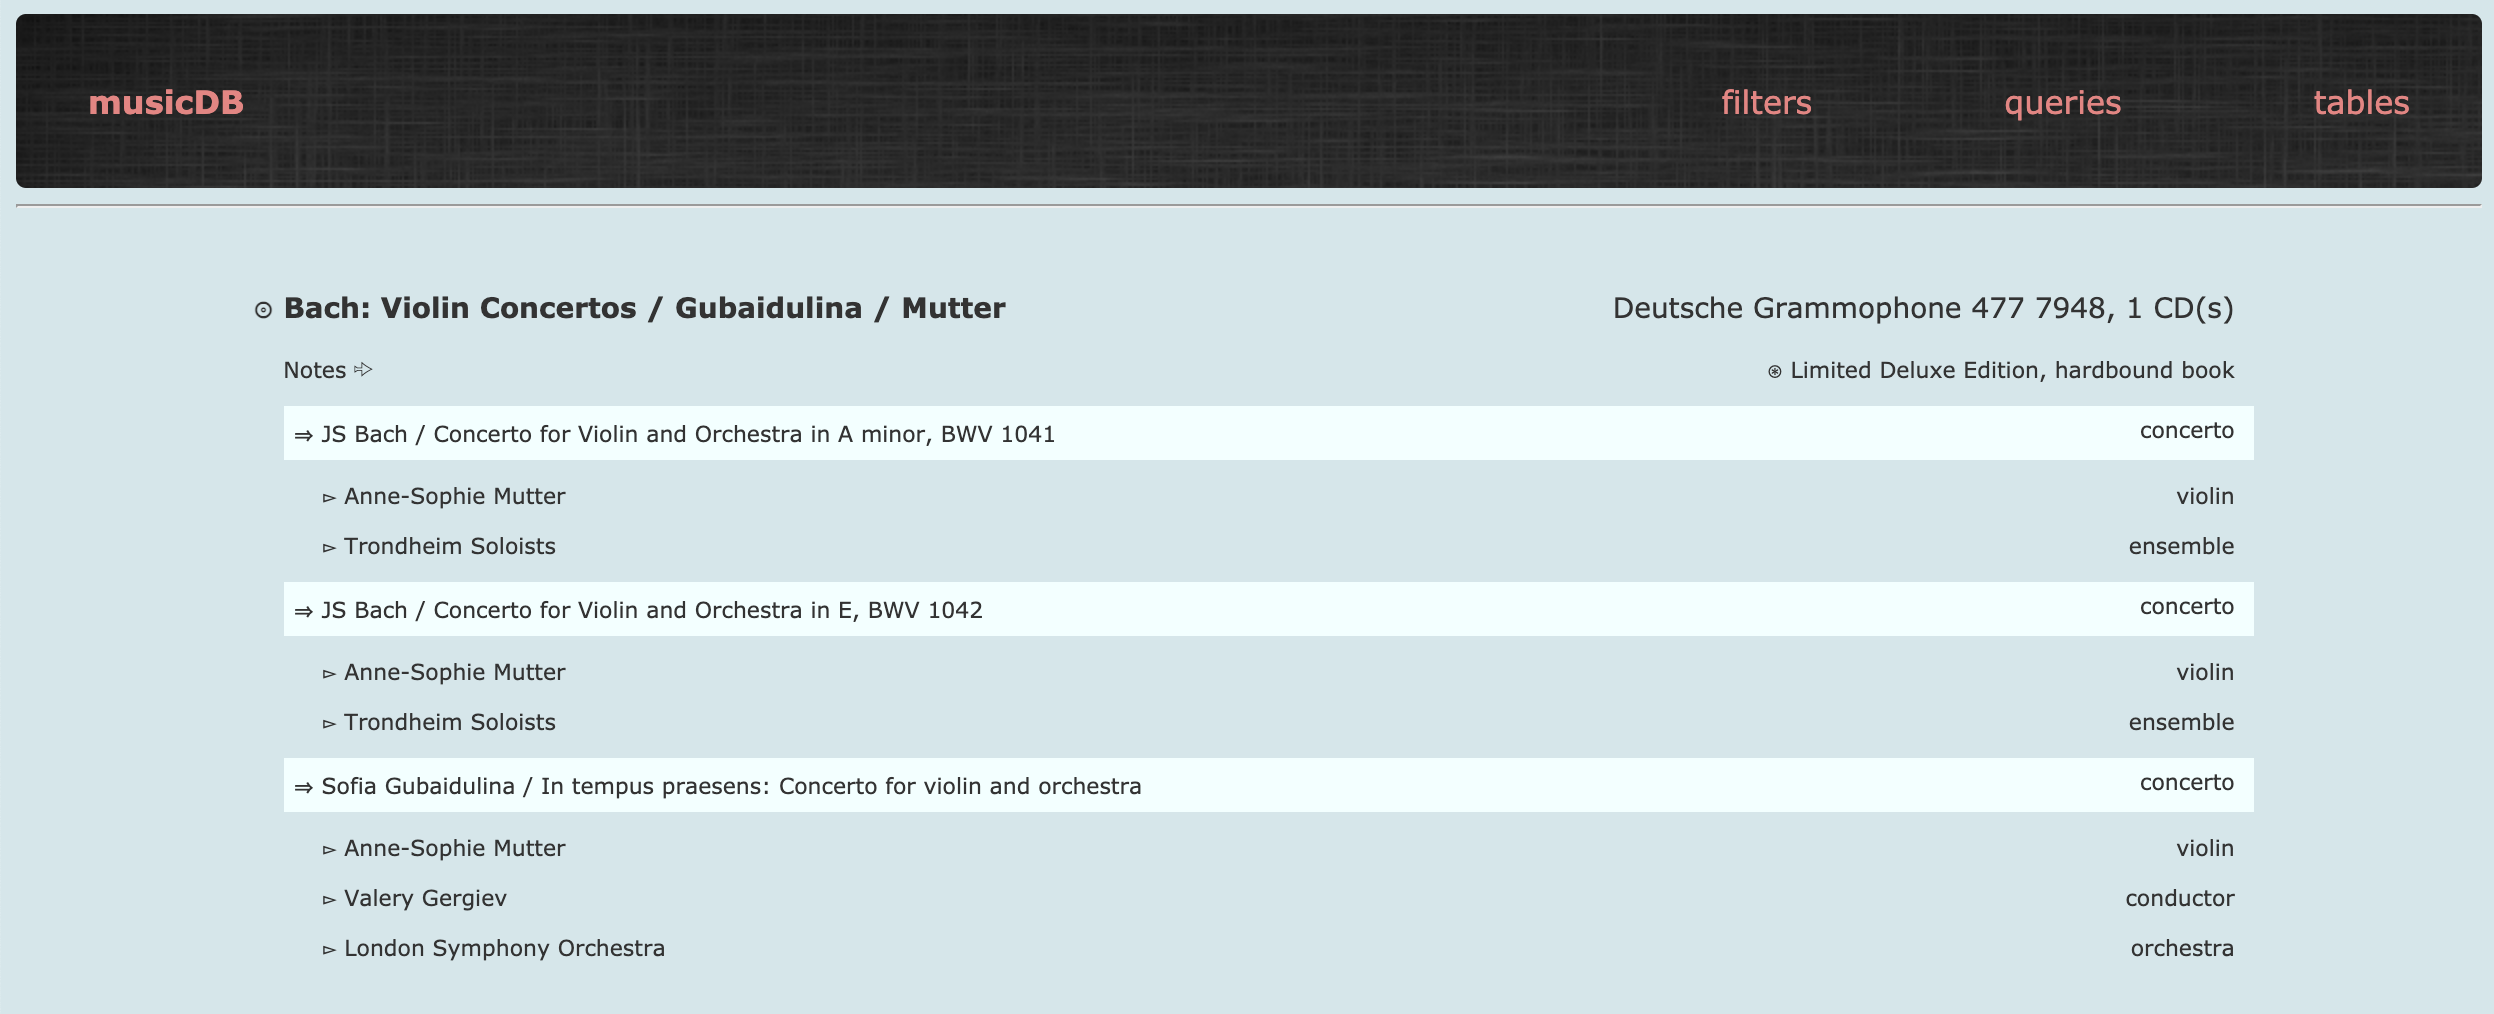 musicDB filters queries tables
⊙ Bach: Violin Concertos / Gubaidulina / Mutter Deutsche Grammophone 477 7948, 1 CD(s)
Notes ➪ ⊛ Limited Deluxe Edition, hardbound book
⇒ JS Bach / Concerto for Violin and Orchestra in A minor, BWV 1041 concerto
▻ Anne-Sophie Mutter violin
▻ Trondheim Soloists ensemble
⇒ JS Bach / Concerto for Violin and Orchestra in E, BWV 1042 concerto
▻ Anne-Sophie Mutter violin
▻ Trondheim Soloists ensemble
⇒ Sofia Gubaidulina / In tempus praesens: Concerto for violin and orchestra concerto
▻ Anne-Sophie Mutter violin
▻ Valery Gergiev conductor
▻ London Symphony Orchestra orchestra